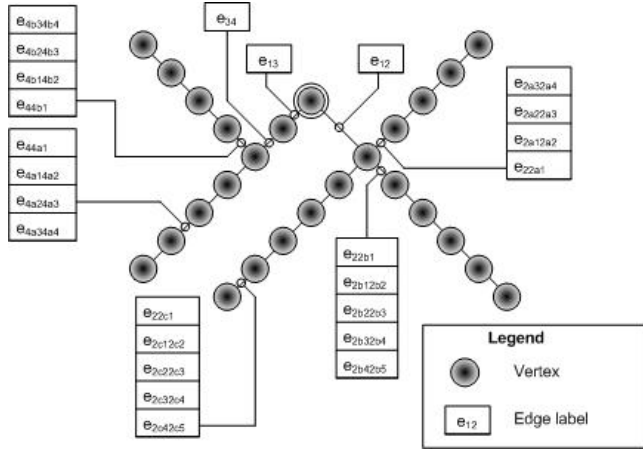 e4b34b4
e4b24b3
e4b14b2
e44b1
e34
e13
e12
e2a32a4
e2a22a3
e2a12a2
e22a1
e44a1
e4a14a2
e4a24a3
e4a34a4
e22b1
e2b12b2
e2b22b3
e2b32b4
e2b42b5
e22c1
e2c12c2
e2c22c3
e2c32c4
e2c42c5
Legend
Vertex
e12 Edge label